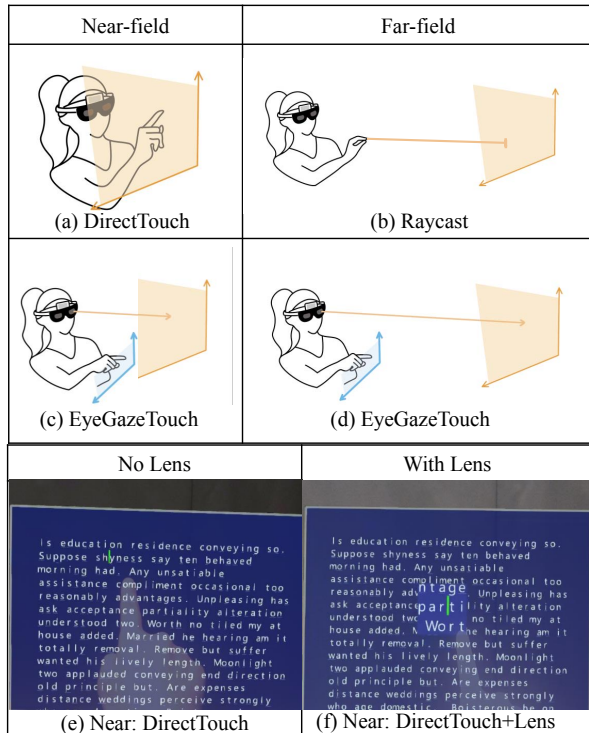 Near-field
Far-field
(a) DirectTouch
(b) Raycast
(c) EyeGazeTouch
(d) EyeGazeTouch
No Lens
With Lens
Is education residence conveying so.
Suppose shyness say ten behaved
morning had. Any unsatiable
assistance compliment occasional too
reasonably advantages. Unpleasing has
ask acceptance partiality alteration
understood two. Worth no tiled my at
house added. Married he hearing am it
totally removal. Remove but suffer
wanted his lively length. Moonlight
two applauded conveying end direction
old principle but. Are expenses
distance weddings perceive strongly
(e) Near: DirectTouch
Is education residence conveying so.
Suppose shyness say ten behaved
morning had. Any unsatiable
assistance compliment occasional too
reasonably adv Unpleasing has
ask acceptance ity alteration
understood two no tiled my at
house added. he hearing am it
ntage
parti
Wort
totally removal. Remove but suffer
wanted his lively length. Moonlight
two applauded conveying end direction
old principle but. Are expenses
distance weddings perceive strongly
who age domestic. Boisterous he on
(f) Near: DirectTouch+Lens